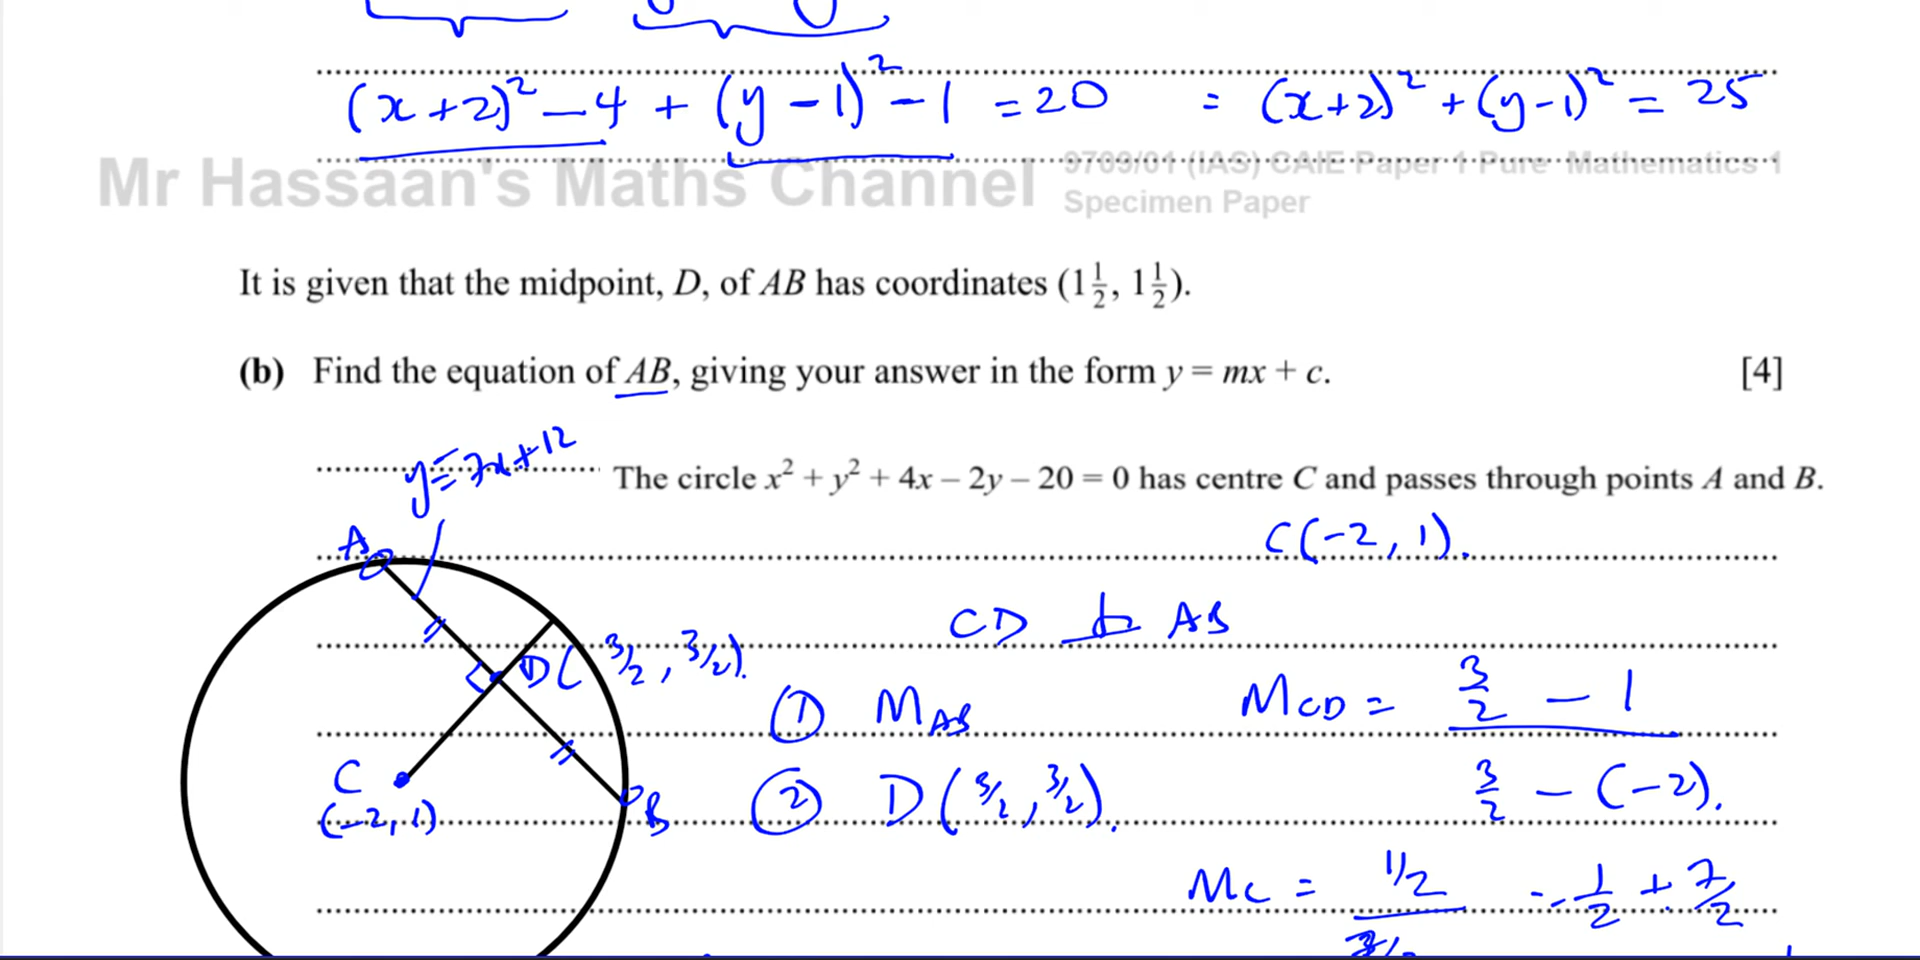 (x+2)² - 4 + (y-1)² - 1 = 20 = (x+2)² + (y-1)² = 25
Mr Hassaan's Maths Channel
9709/01 (IAS) CAIE Paper 1 Pure Mathematics 1
Specimen Paper
It is given that the midpoint, D, of AB has coordinates (1½, 1½).
(b) Find the equation of AB, giving your answer in the form y = mx + c. [4]
The circle x² + y² + 4x – 2y – 20 = 0 has centre C and passes through points A and B.
C(-2, 1).
A
CD ⊥ AB
D(3/2, 3/2).
① M_AB
M_CD = (3/2 - 1) / (3/2 - (-2)).
C
(-2, 1)
B
② D(3/2, 3/2).